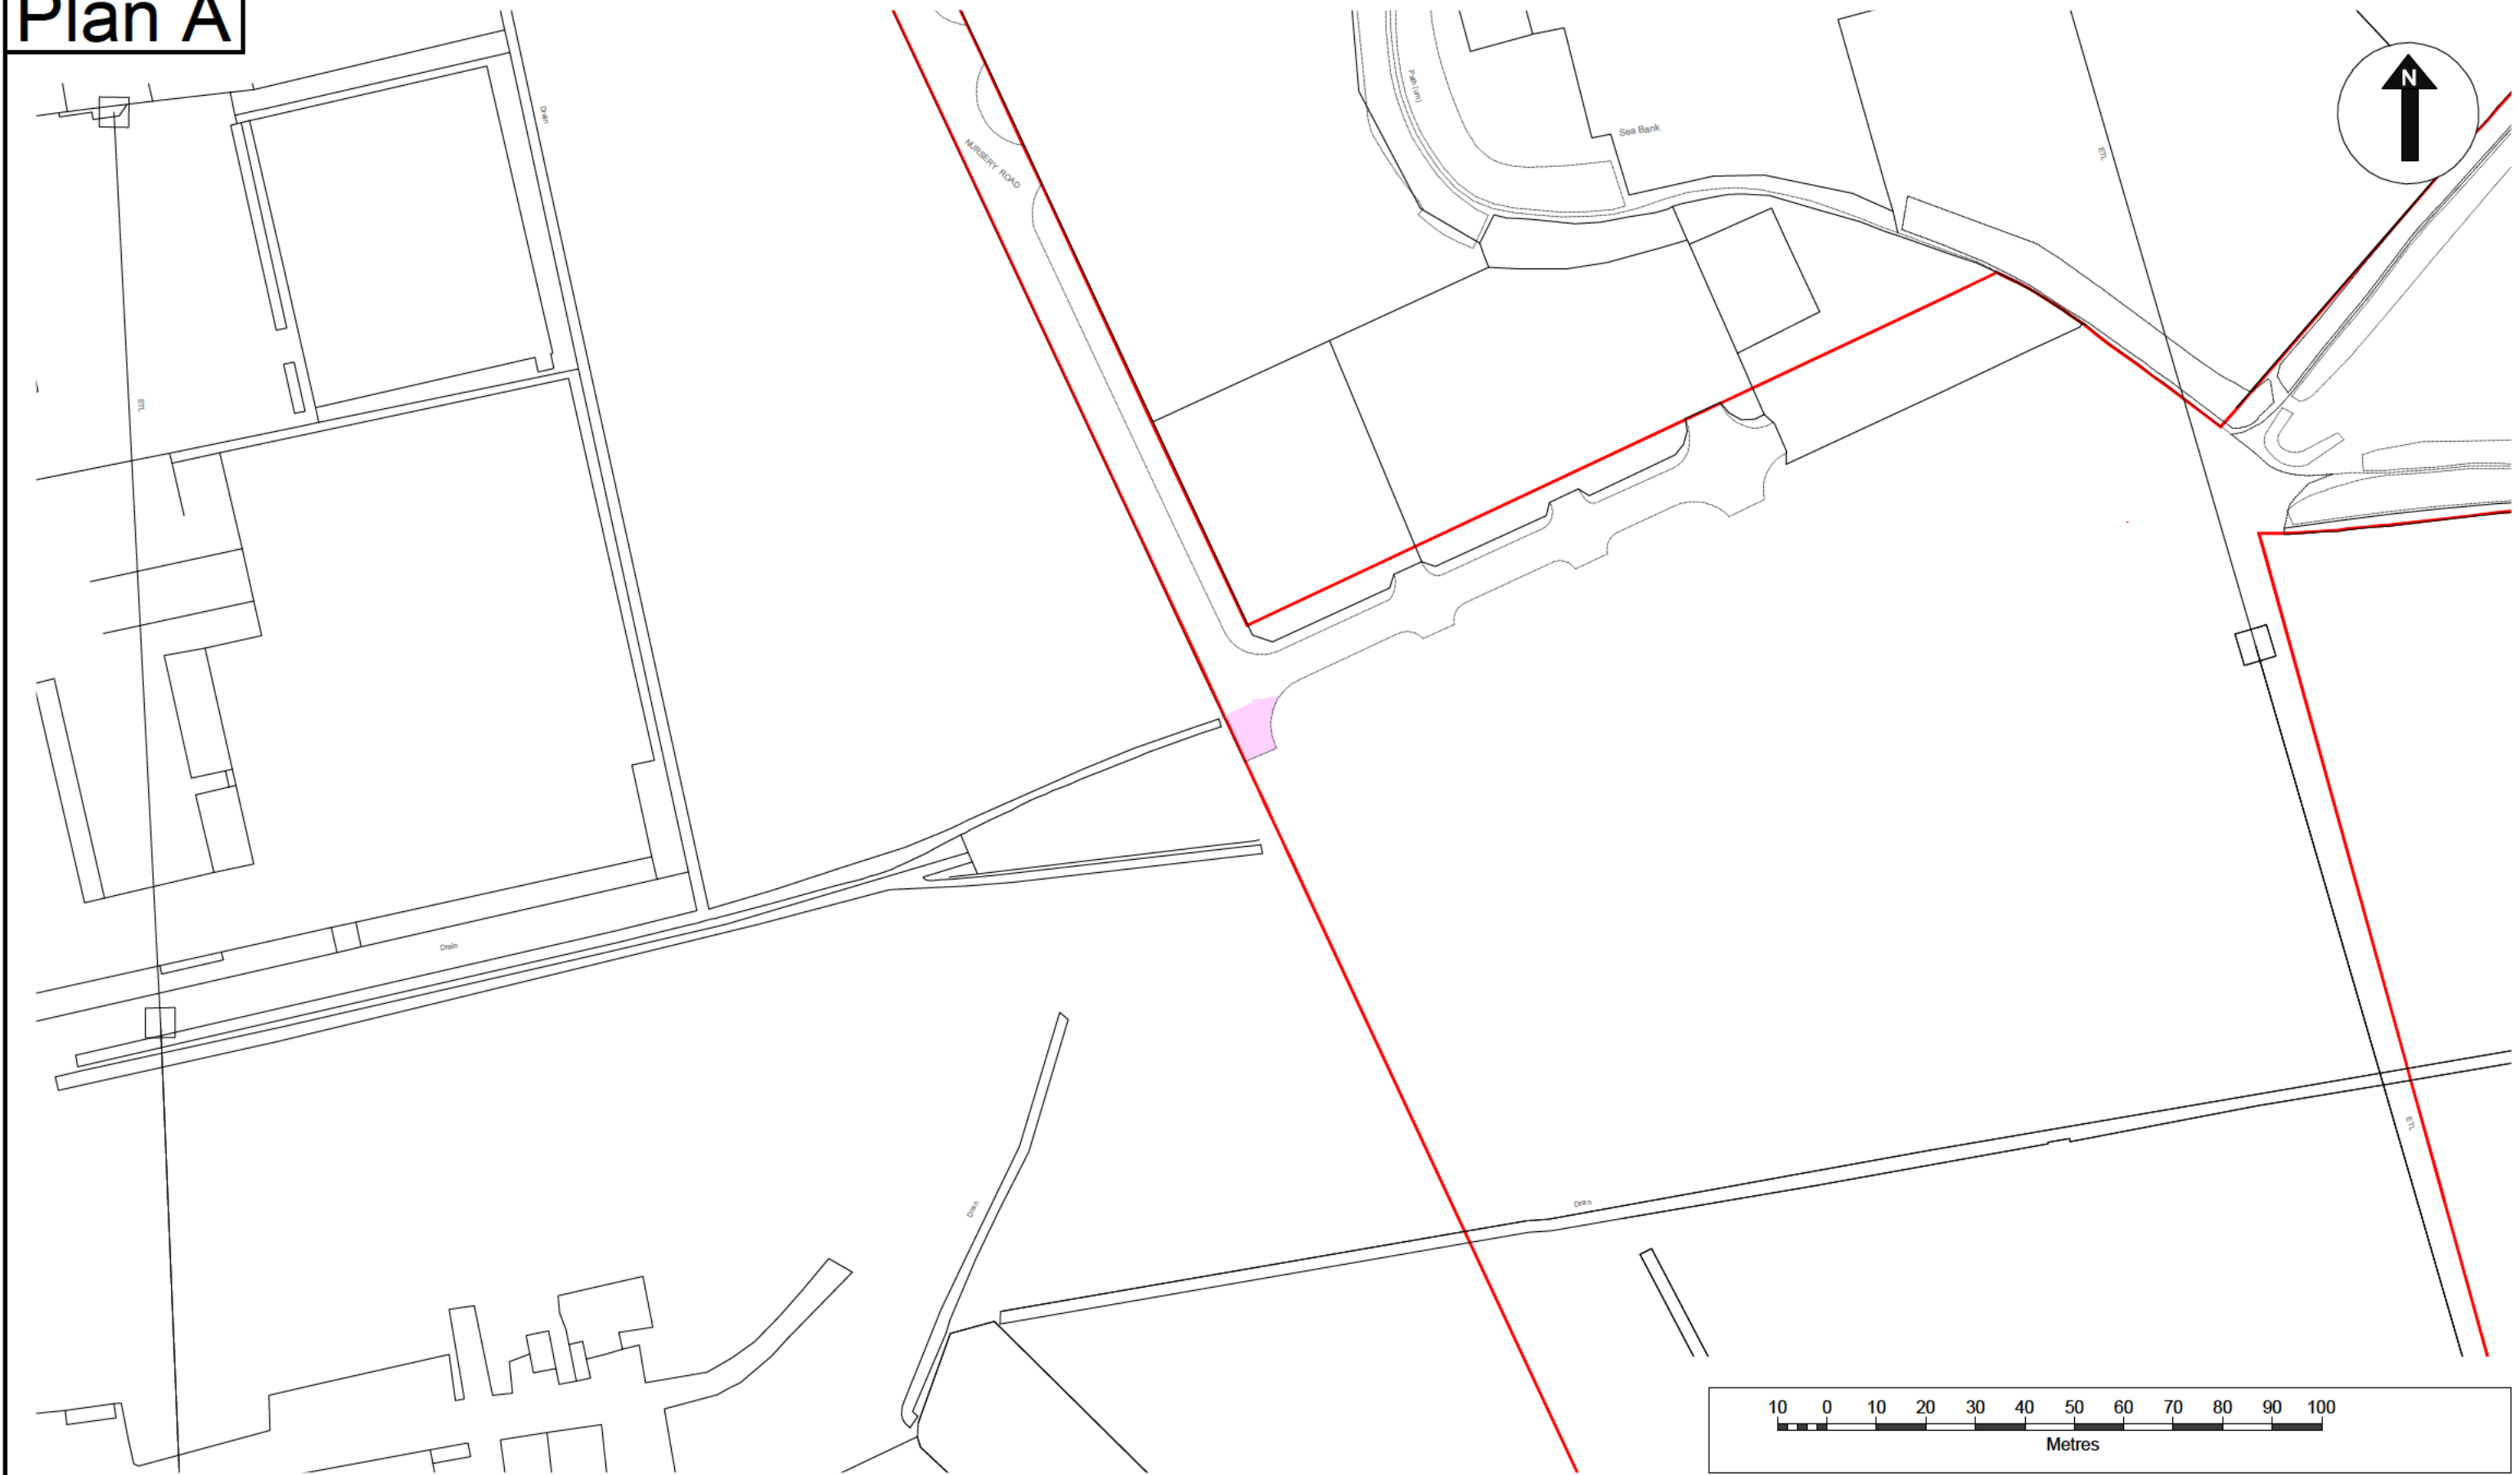 Plan A
N
Drain
Path (um)
NURSERY ROAD
Sea Bank
ETL
ETL
Drain
Drain
Drain
ETL
10 0 10 20 30 40 50 60 70 80 90 100
Metres